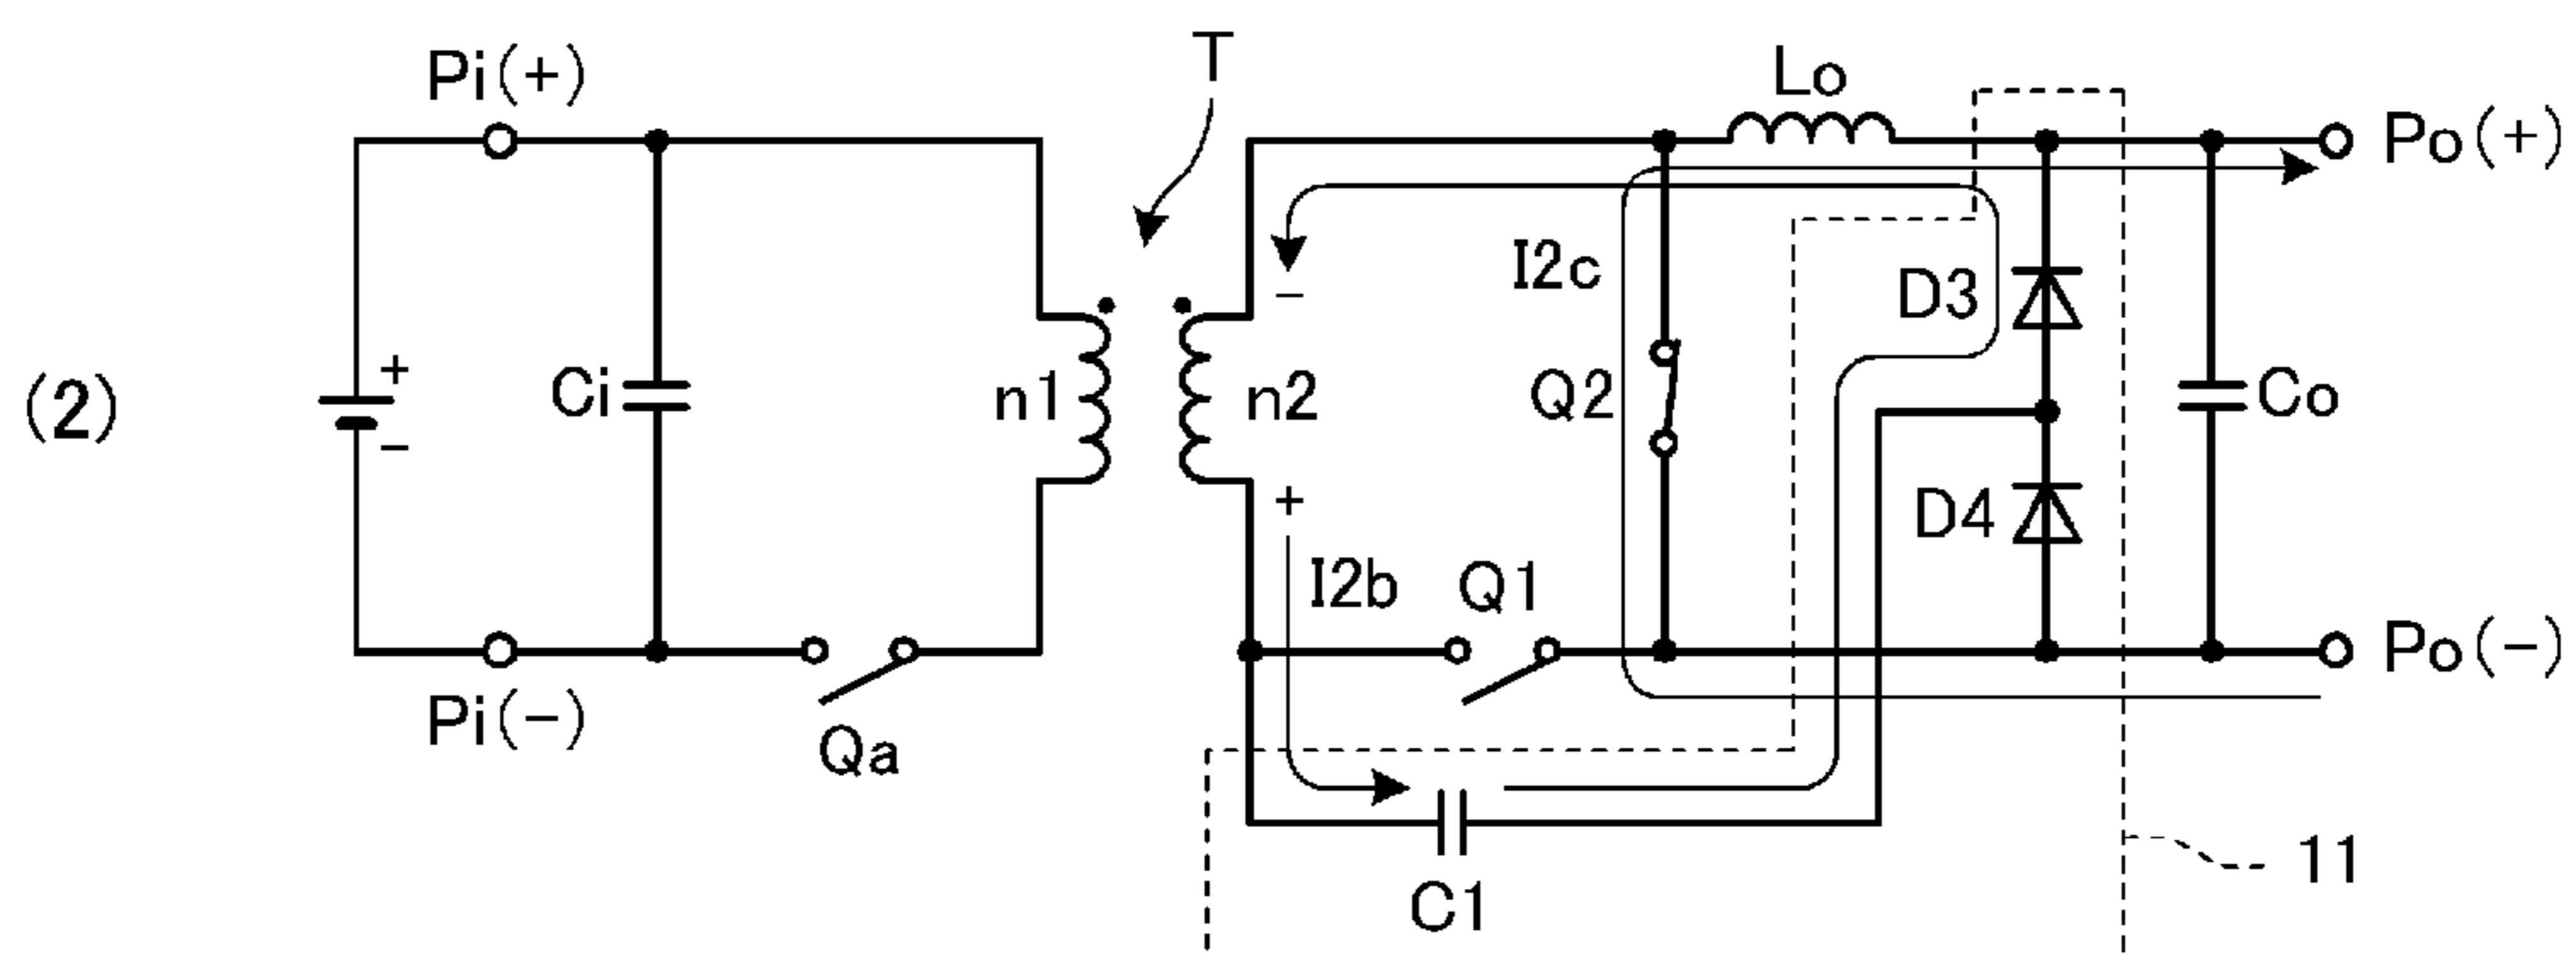 T
Lo
Pi(+)
Po(+)
I2c
−
D3
(2)
+
−
Ci
n1
n2
Q2
Co
+
D4
I2b
Q1
Pi(−)
Po(−)
Qa
C1
11